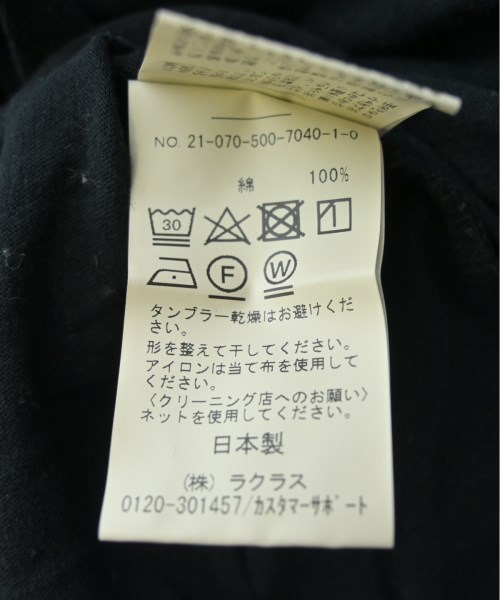 NO. 21-070-500-7040-1-6
綿 100%
30
F W
タンブラー乾燥はお避けくだ
さい。
形を整えて干してください。
アイロンは当て布を使用して
ください。
〈クリーニング店へのお願い〉
ネットを使用してください。
日本製
(株) ラクラス
0120-301457/カスタマーサポート